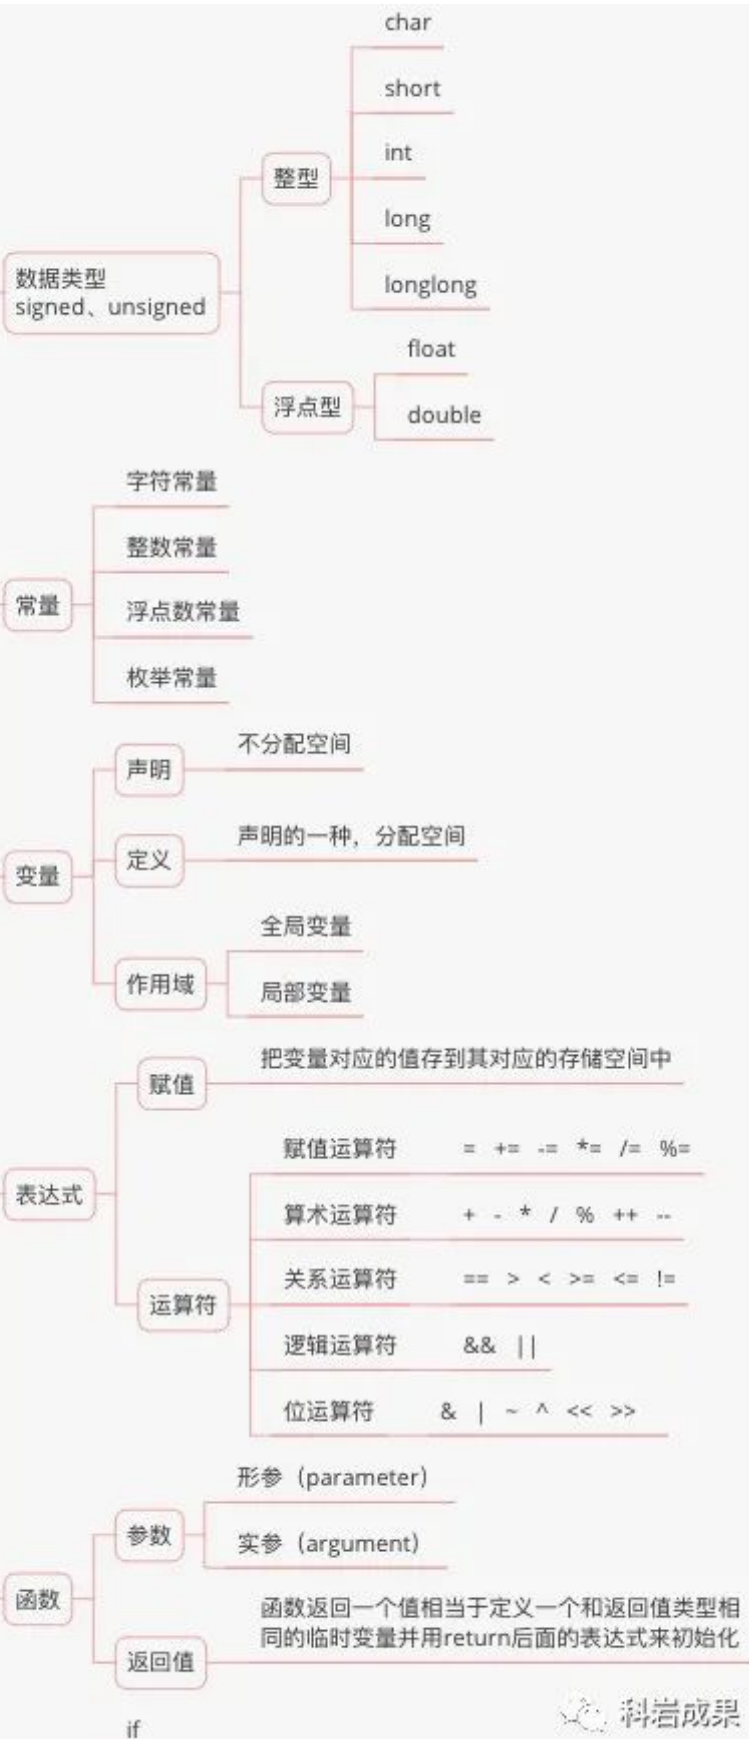 char
short
int
long
longlong
整型
数据类型
signed、unsigned
float
double
浮点型
字符常量
整数常量
浮点数常量
枚举常量
常量
不分配空间
声明
声明的一种，分配空间
定义
变量
全局变量
局部变量
作用域
把变量对应的值存到其对应的存储空间中
赋值
表达式
赋值运算符 = += -= *= /= %=
算术运算符 + - * / % ++ --
关系运算符 == > < >= <= !=
逻辑运算符 && ||
位运算符 & | ~ ^ << >>
运算符
形参（parameter）
实参（argument）
参数
函数
函数返回一个值相当于定义一个和返回值类型相
同的临时变量并用return后面的表达式来初始化
返回值
if
科岩成果